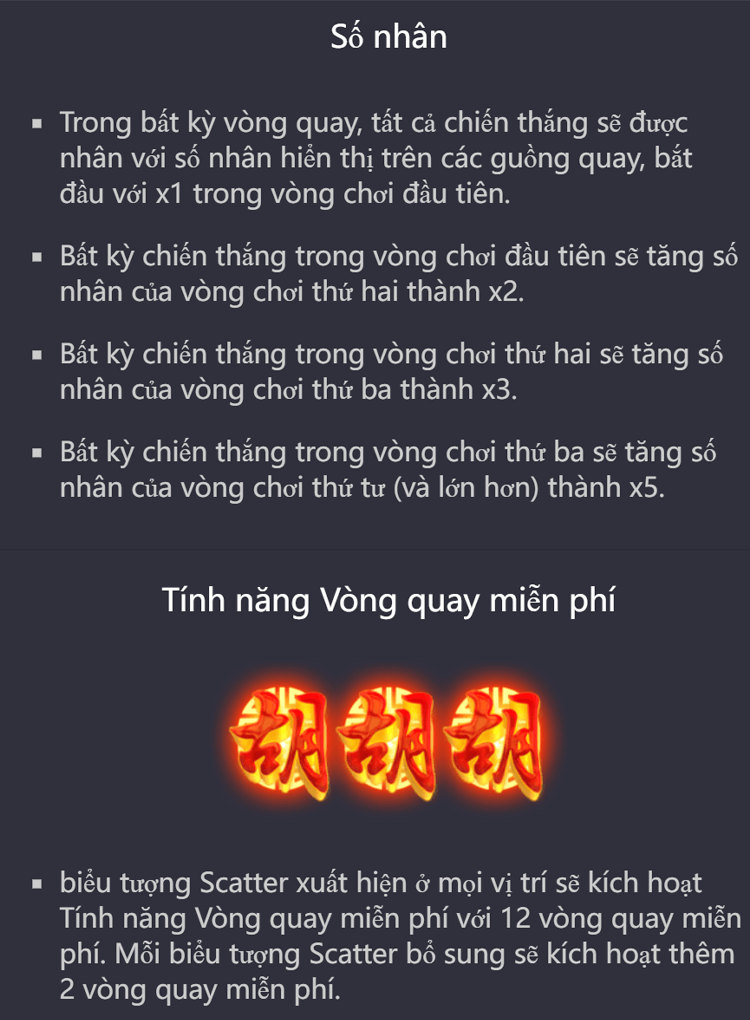 Số nhân
▪ Trong bất kỳ vòng quay, tất cả chiến thắng sẽ được
nhân với số nhân hiển thị trên các guồng quay, bắt
đầu với x1 trong vòng chơi đầu tiên.
▪ Bất kỳ chiến thắng trong vòng chơi đầu tiên sẽ tăng số
nhân của vòng chơi thứ hai thành x2.
▪ Bất kỳ chiến thắng trong vòng chơi thứ hai sẽ tăng số
nhân của vòng chơi thứ ba thành x3.
▪ Bất kỳ chiến thắng trong vòng chơi thứ ba sẽ tăng số
nhân của vòng chơi thứ tư (và lớn hơn) thành x5.
Tính năng Vòng quay miễn phí
胡 胡 胡
▪ biểu tượng Scatter xuất hiện ở mọi vị trí sẽ kích hoạt
Tính năng Vòng quay miễn phí với 12 vòng quay miễn
phí. Mỗi biểu tượng Scatter bổ sung sẽ kích hoạt thêm
2 vòng quay miễn phí.